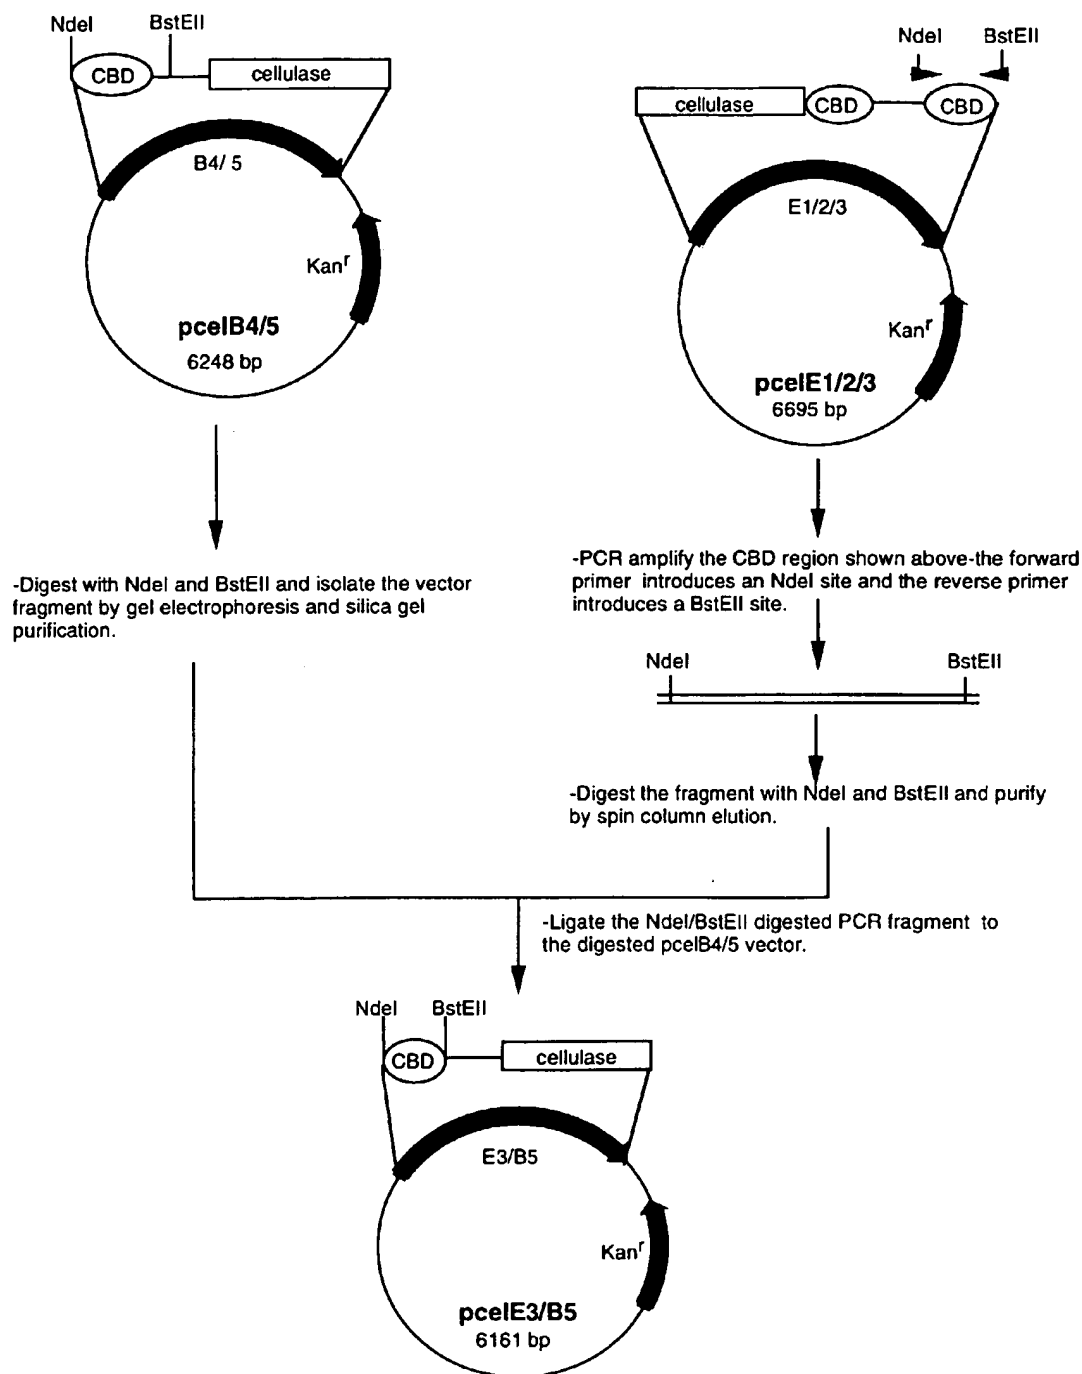 NdeI
BstEII
CBD
cellulase
B4/ 5
Kanr
pcelB4/5
6248 bp
NdeI
BstEII
cellulase
CBD
CBD
E1/2/3
Kanr
pcelE1/2/3
6695 bp
-Digest with NdeI and BstEII and isolate the vector
fragment by gel electrophoresis and silica gel
purification.
-PCR amplify the CBD region shown above-the forward
primer introduces an NdeI site and the reverse primer
introduces a BstEII site.
NdeI
BstEII
-Digest the fragment with NdeI and BstEII and purify
by spin column elution.
-Ligate the NdeI/BstEII digested PCR fragment to
the digested pcelB4/5 vector.
NdeI
BstEII
CBD
cellulase
E3/B5
Kanr
pcelE3/B5
6161 bp